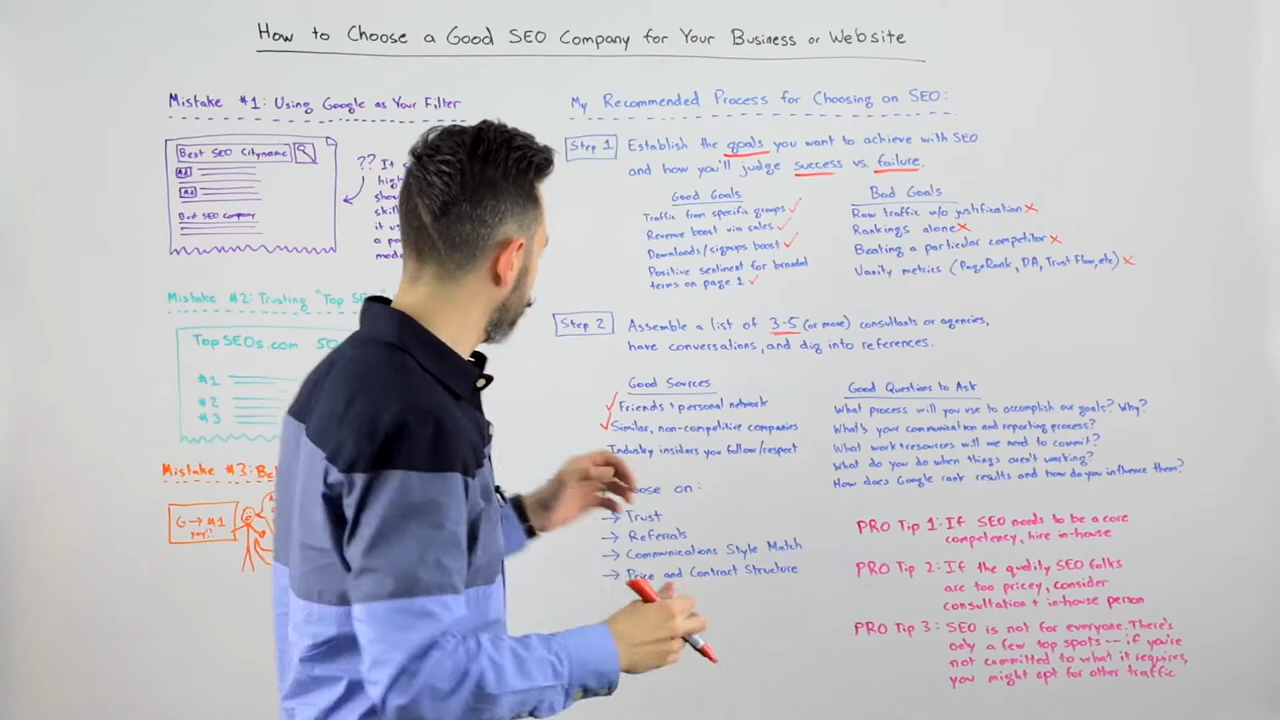 How to Choose a Good SEO Company for Your Business or Website
Mistake #1: Using Google as Your Filter
Best SEO Cityname
Ad
Ad
Best SEO company
??
Mistake #2: Trusting "Top
TopSEOs.com
#1
#2
#3
Mistake #3:
G → #1
yay!!
My Recommended Process for Choosing an SEO:
Step 1
Establish the goals you want to achieve with SEO
and how you'll judge success vs. failure.
Good Goals
Traffic from specific groups
Revenue boost via sales
Downloads/signups boost
Positive sentiment for branded
terms on page 1
Bad Goals
Raw traffic w/o justification
Rankings alone
Beating a particular competitor
Vanity metrics (PageRank, DA, Trust Flow, etc)
Step 2
Assemble a list of 3-5 (or more) consultants or agencies,
have conversations, and dig into references.
Good Sources
Friends + personal network
Similar, non-competitive companies
Industry insiders you follow/respect
Good Questions to Ask
What process will you use to accomplish our goals? Why?
What's your communication and reporting process?
What work + resources will we need to commit?
What do you do when things aren't working?
How does Google rank results and how do you influence them?
on:
→ Trust
→ Referrals
→ Communications Style Match
→ Price and Contract Structure
PRO Tip 1: If SEO needs to be a core
competency, hire in-house
PRO Tip 2: If the quality SEO folks
are too pricey, consider
consultation + in-house person
PRO Tip 3: SEO is not for everyone. There's
only a few top spots -- if you're
not committed to what it requires,
you might opt for other traffic